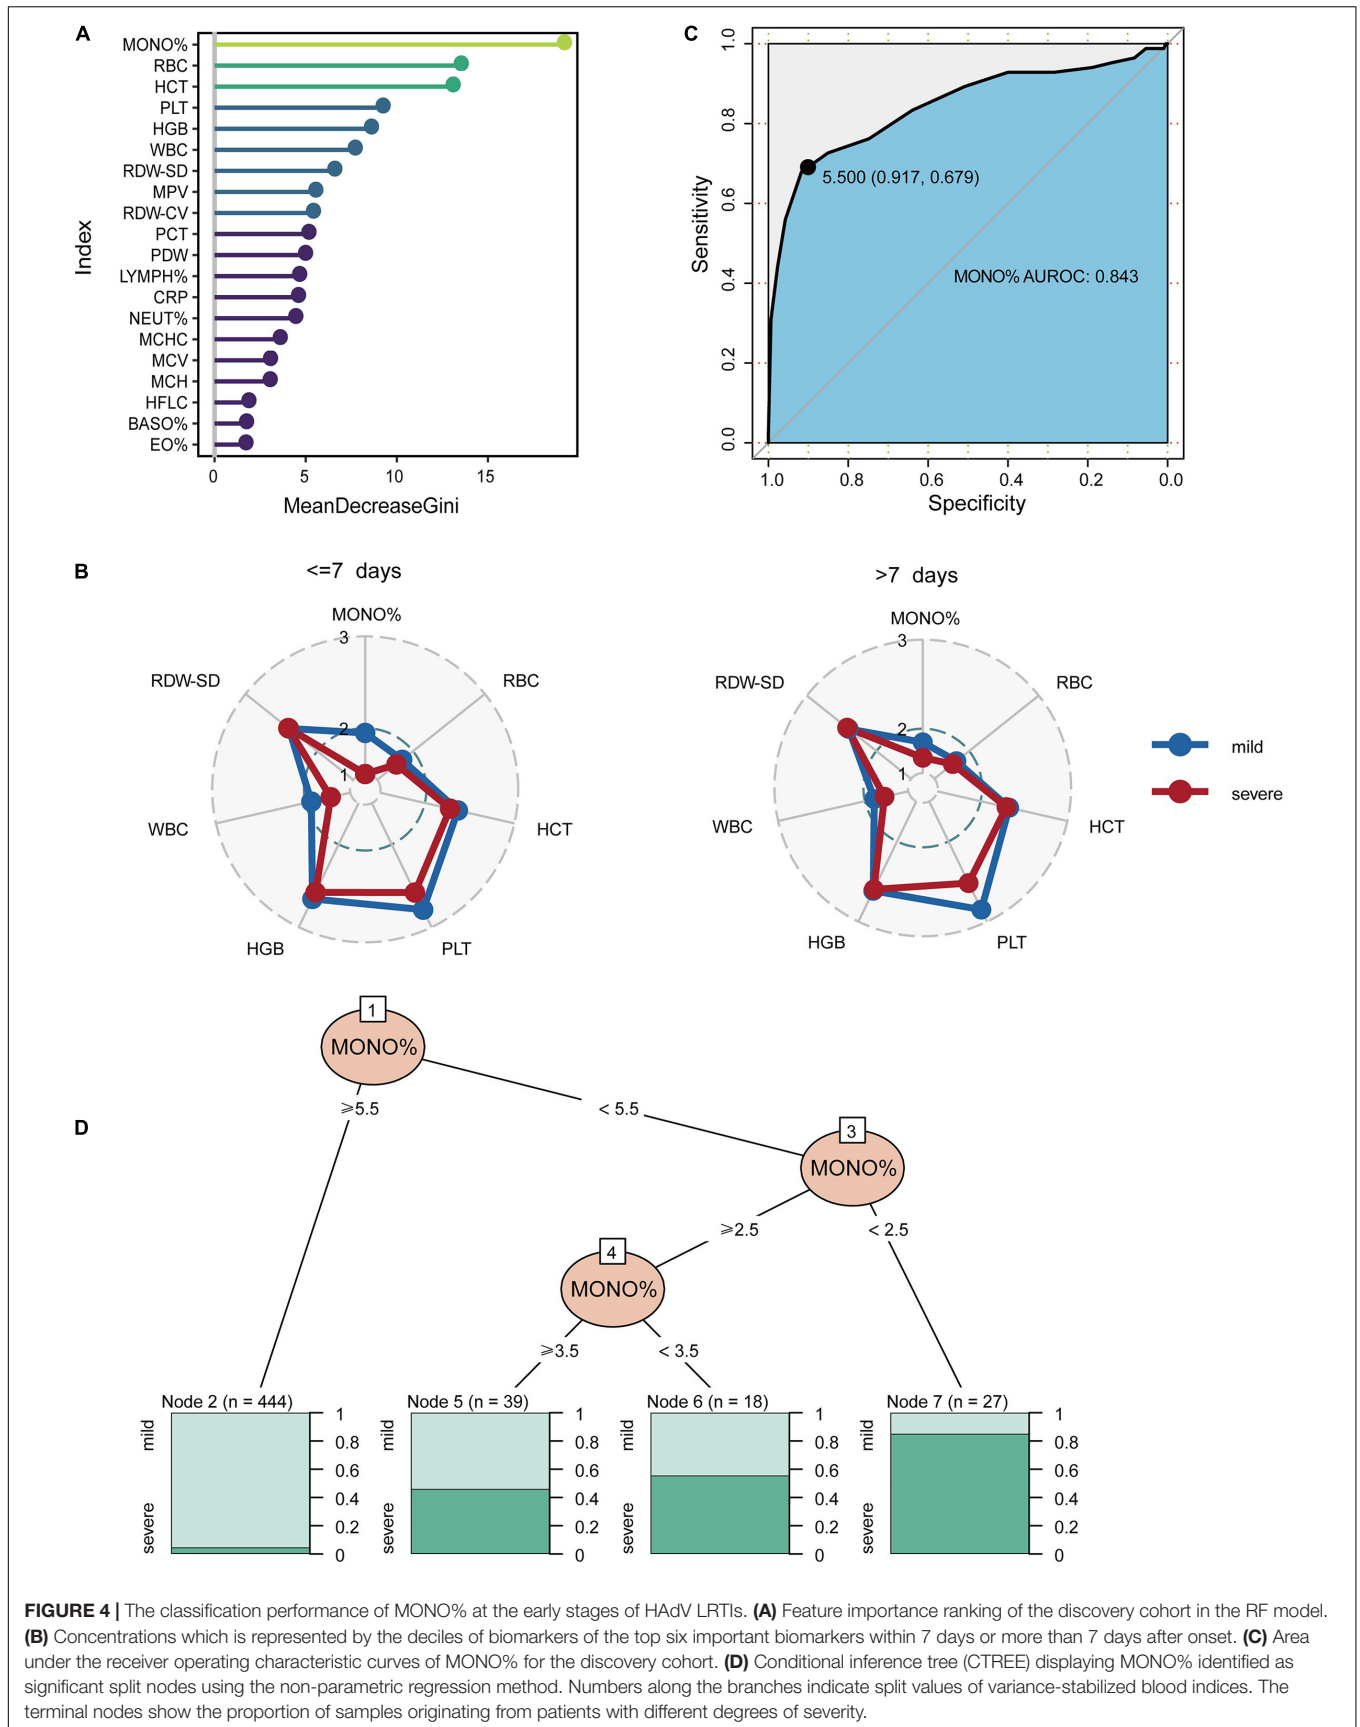 A
MONO%
RBC
HCT
PLT
HGB
WBC
RDW-SD
MPV
RDW-CV
PCT
PDW
LYMPH%
CRP
NEUT%
MCHC
MCV
MCH
HFLC
BASO%
EO%
Index
0 5 10 15
MeanDecreaseGini
C
1.0
0.8
0.6
0.4
0.2
0.0
Sensitivity
5.500 (0.917, 0.679)
MONO% AUROC: 0.843
1.0 0.8 0.6 0.4 0.2 0.0
Specificity
B
<=7 days
MONO%
3
RDW-SD
RBC
2
1
WBC
HCT
HGB
PLT
>7 days
MONO%
3
RDW-SD
RBC
2
1
WBC
HCT
HGB
PLT
mild
severe
D
1
MONO%
⩾5.5
< 5.5
3
MONO%
⩾2.5
< 2.5
4
MONO%
⩾3.5
< 3.5
Node 2 (n = 444)
mild
severe
1
0.8
0.6
0.4
0.2
0
Node 5 (n = 39)
mild
severe
1
0.8
0.6
0.4
0.2
0
Node 6 (n = 18)
mild
severe
1
0.8
0.6
0.4
0.2
0
Node 7 (n = 27)
mild
severe
1
0.8
0.6
0.4
0.2
0
FIGURE 4 | The classification performance of MONO% at the early stages of HAdV LRTIs. (A) Feature importance ranking of the discovery cohort in the RF model.
(B) Concentrations which is represented by the deciles of biomarkers of the top six important biomarkers within 7 days or more than 7 days after onset. (C) Area
under the receiver operating characteristic curves of MONO% for the discovery cohort. (D) Conditional inference tree (CTREE) displaying MONO% identified as
significant split nodes using the non-parametric regression method. Numbers along the branches indicate split values of variance-stabilized blood indices. The
terminal nodes show the proportion of samples originating from patients with different degrees of severity.